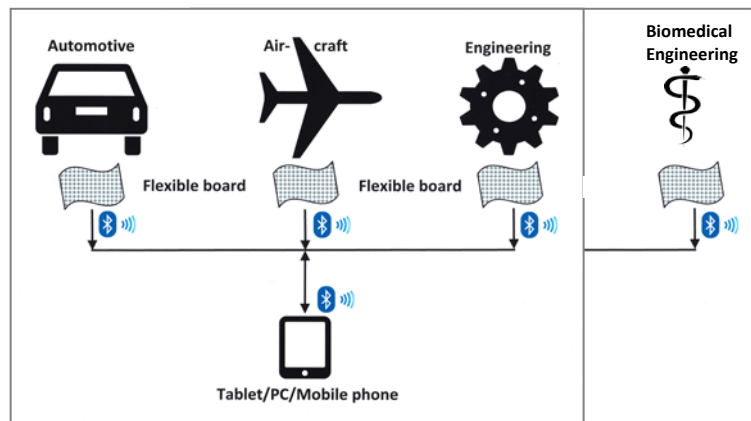 Automotive
Air- craft
Engineering
Biomedical
Engineering
Flexible board
Flexible board
Tablet/PC/Mobile phone